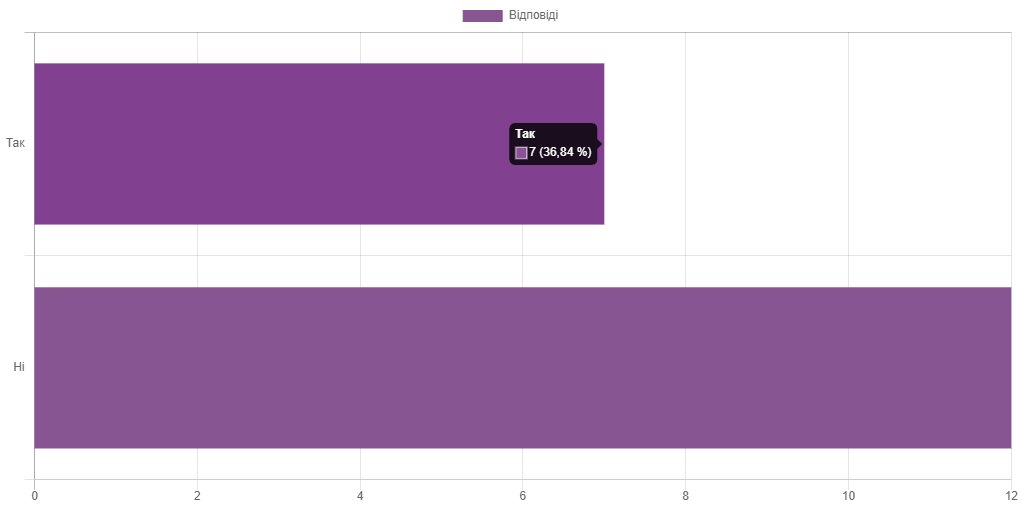 Відповіді
Так
Так
7 (36,84 %)
Ні
0 2 4 6 8 10 12